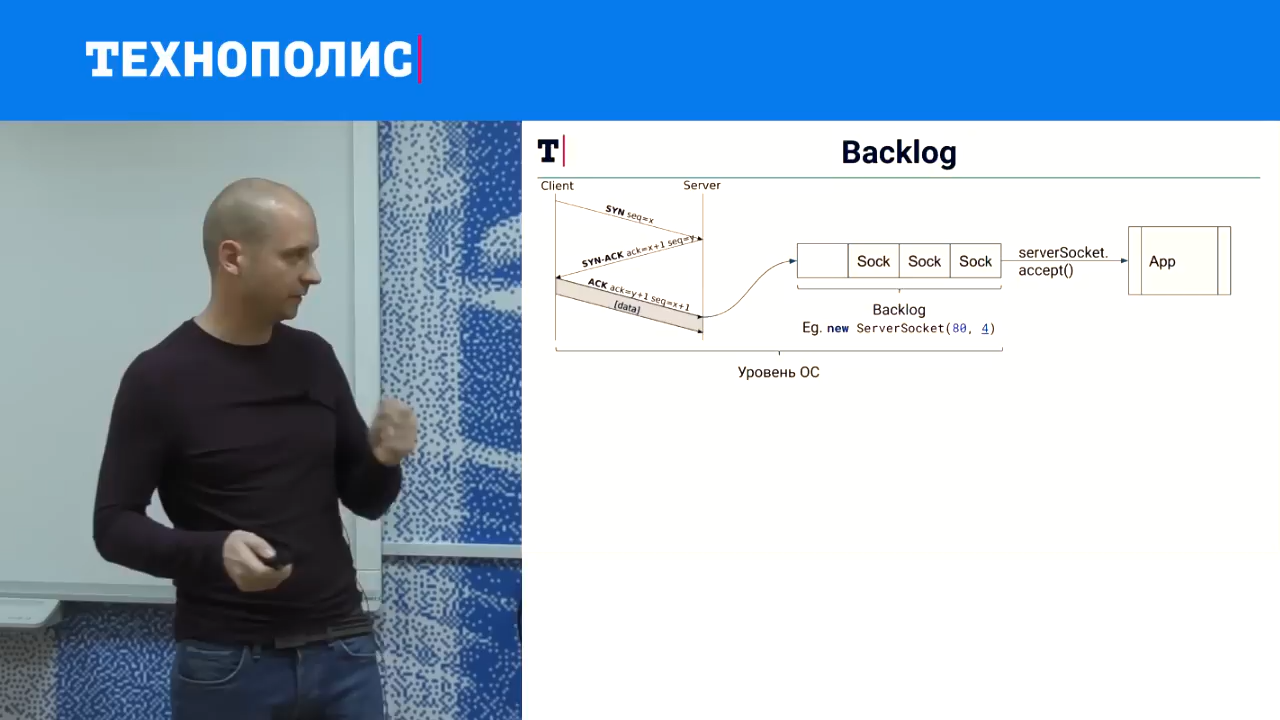 ТЕХНОПОЛИС
T
Backlog
Client
Server
SYN seq=x
SYN-ACK ack=x+1 seq=y
ACK ack=y+1 seq=x+1
[data]
Sock
Sock
Sock
serverSocket.
accept()
App
Backlog
Eg. new ServerSocket(80, 4)
Уровень ОС